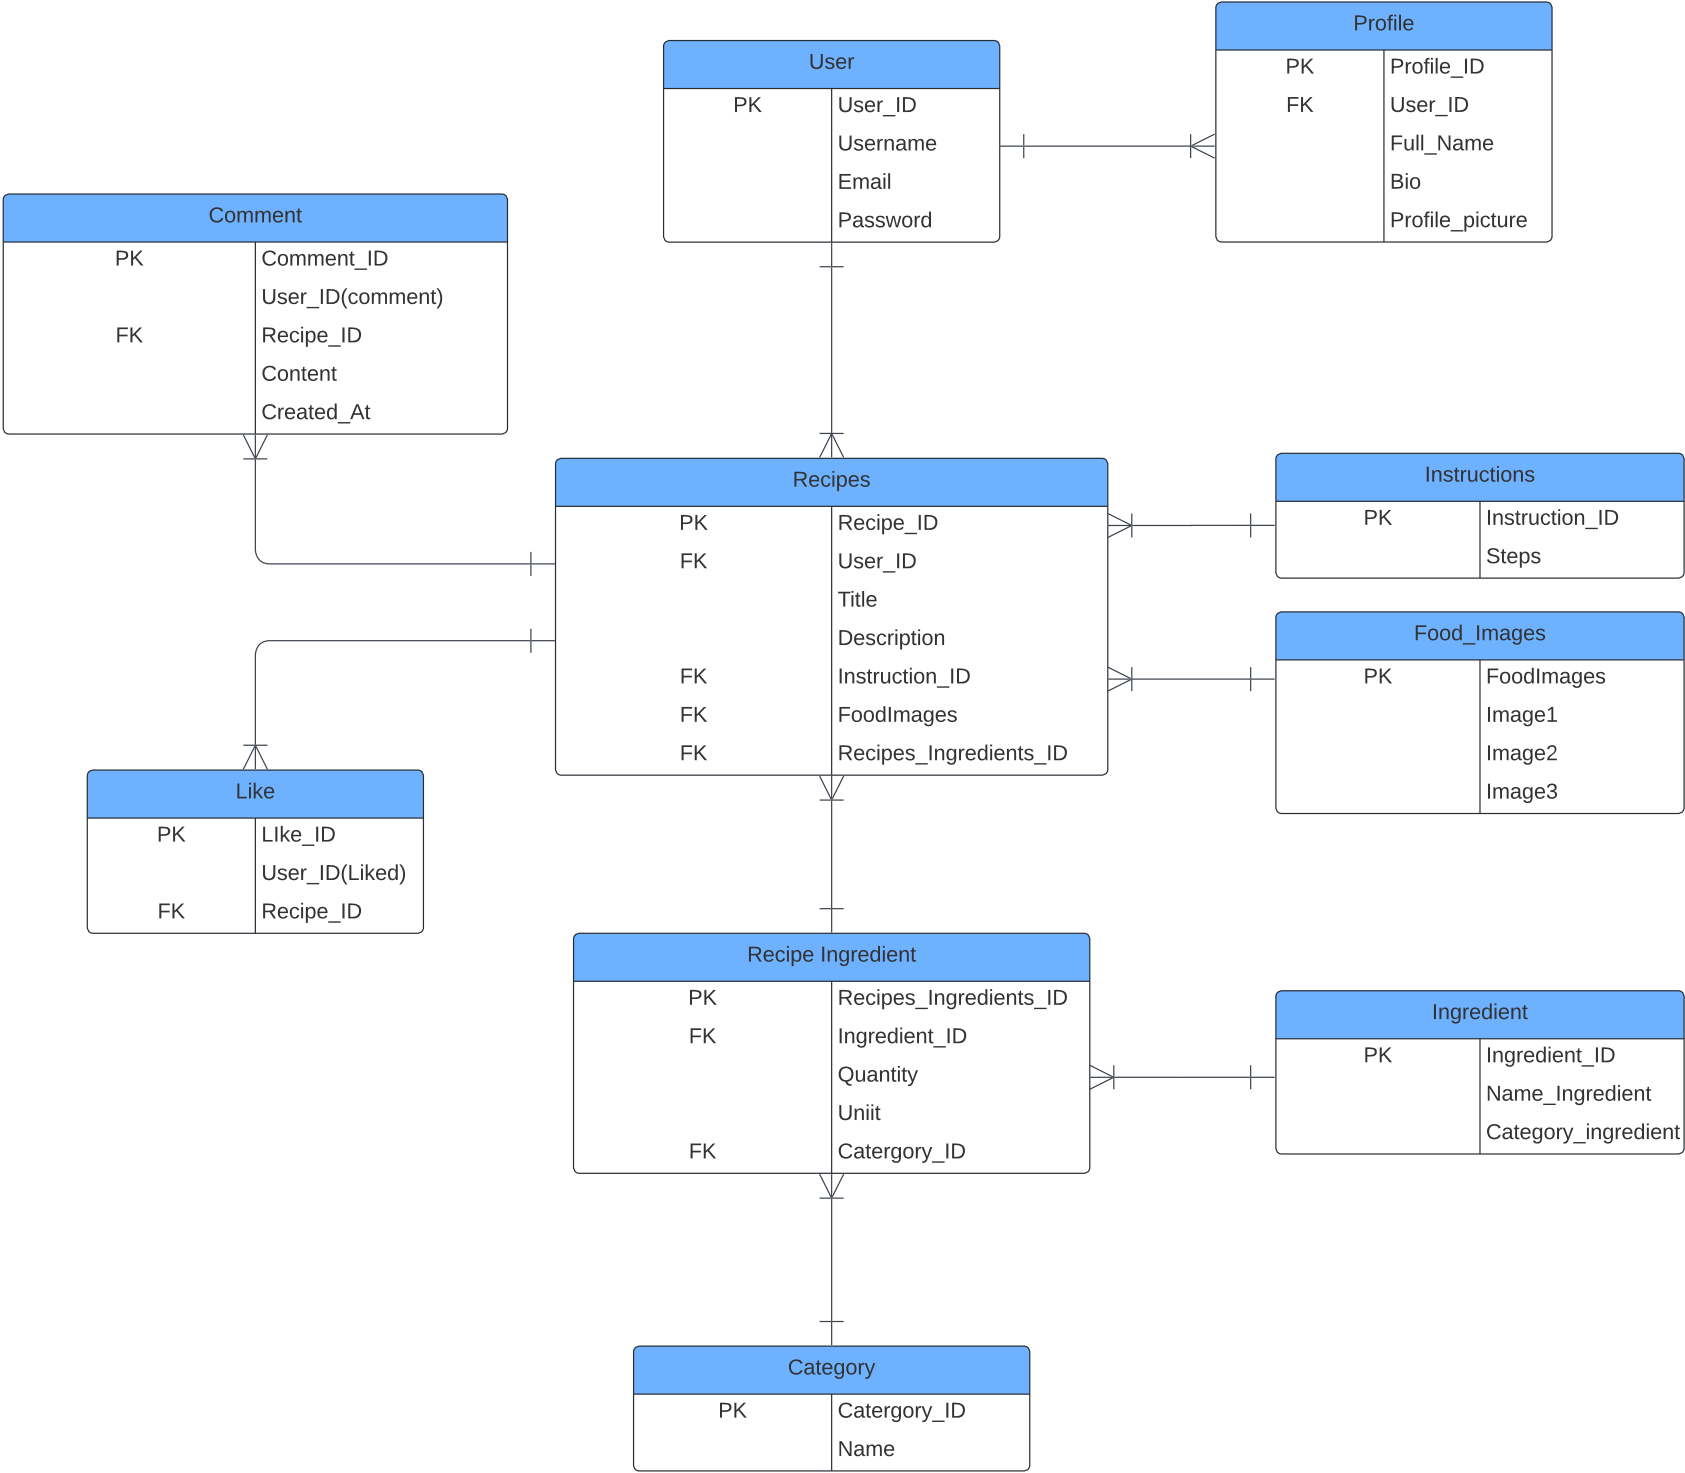 User
PK User_ID
Username
Email
Password
Profile
PK Profile_ID
FK User_ID
Full_Name
Bio
Profile_picture
Comment
PK Comment_ID
User_ID(comment)
FK Recipe_ID
Content
Created_At
Recipes
PK Recipe_ID
FK User_ID
Title
Description
FK Instruction_ID
FK FoodImages
FK Recipes_Ingredients_ID
Instructions
PK Instruction_ID
Steps
Food_Images
PK FoodImages
Image1
Image2
Image3
Like
PK LIke_ID
User_ID(Liked)
FK Recipe_ID
Recipe Ingredient
PK Recipes_Ingredients_ID
FK Ingredient_ID
Quantity
Uniit
FK Catergory_ID
Ingredient
PK Ingredient_ID
Name_Ingredient
Category_ingredient
Category
PK Catergory_ID
Name